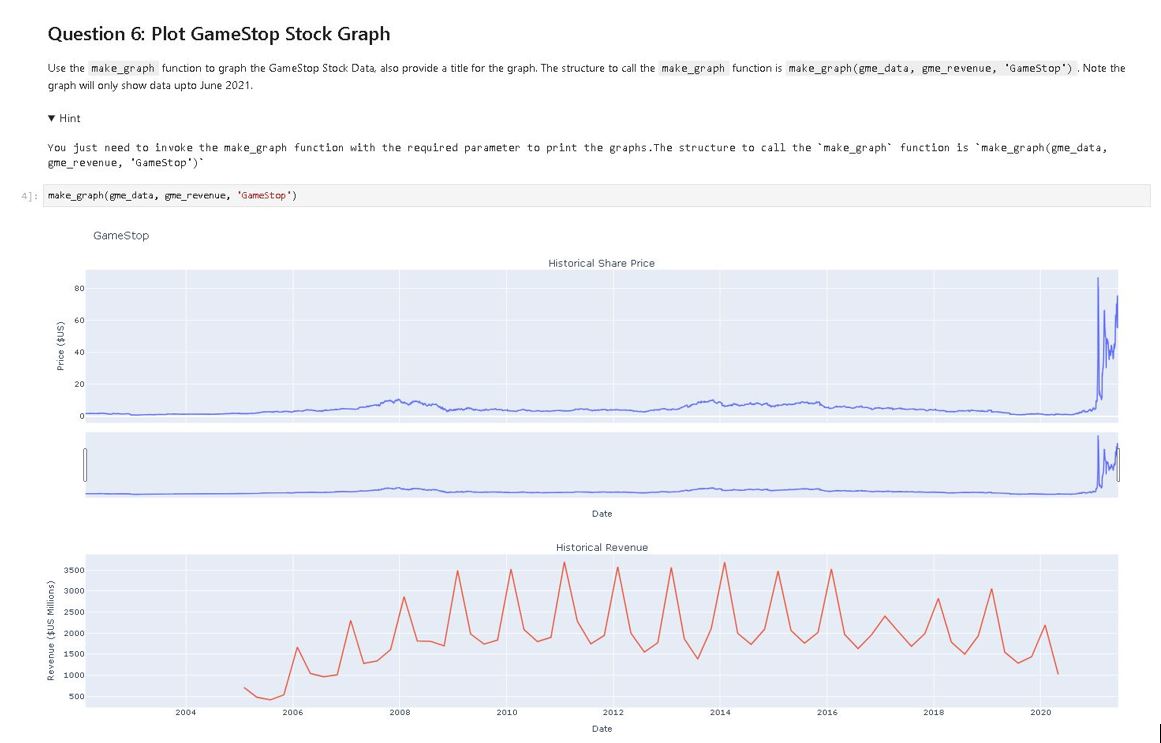 Question 6: Plot GameStop Stock Graph
Use the make_graph function to graph the GameStop Stock Data, also provide a title for the graph. The structure to call the make_graph function is make_graph(gme_data, gme_revenue, 'GameStop') . Note the
graph will only show data upto June 2021.
▼ Hint
You just need to invoke the make_graph function with the required parameter to print the graphs.The structure to call the `make_graph` function is `make_graph(gme_data,
gme_revenue, 'GameStop')`
4]: make_graph(gme_data, gme_revenue, 'GameStop')
GameStop
Historical Share Price
80
60
40
20
0
Price ($US)
Date
Historical Revenue
3500
3000
2500
2000
1500
1000
500
Revenue ($US Millions)
2004 2006 2008 2010 2012 2014 2016 2018 2020
Date